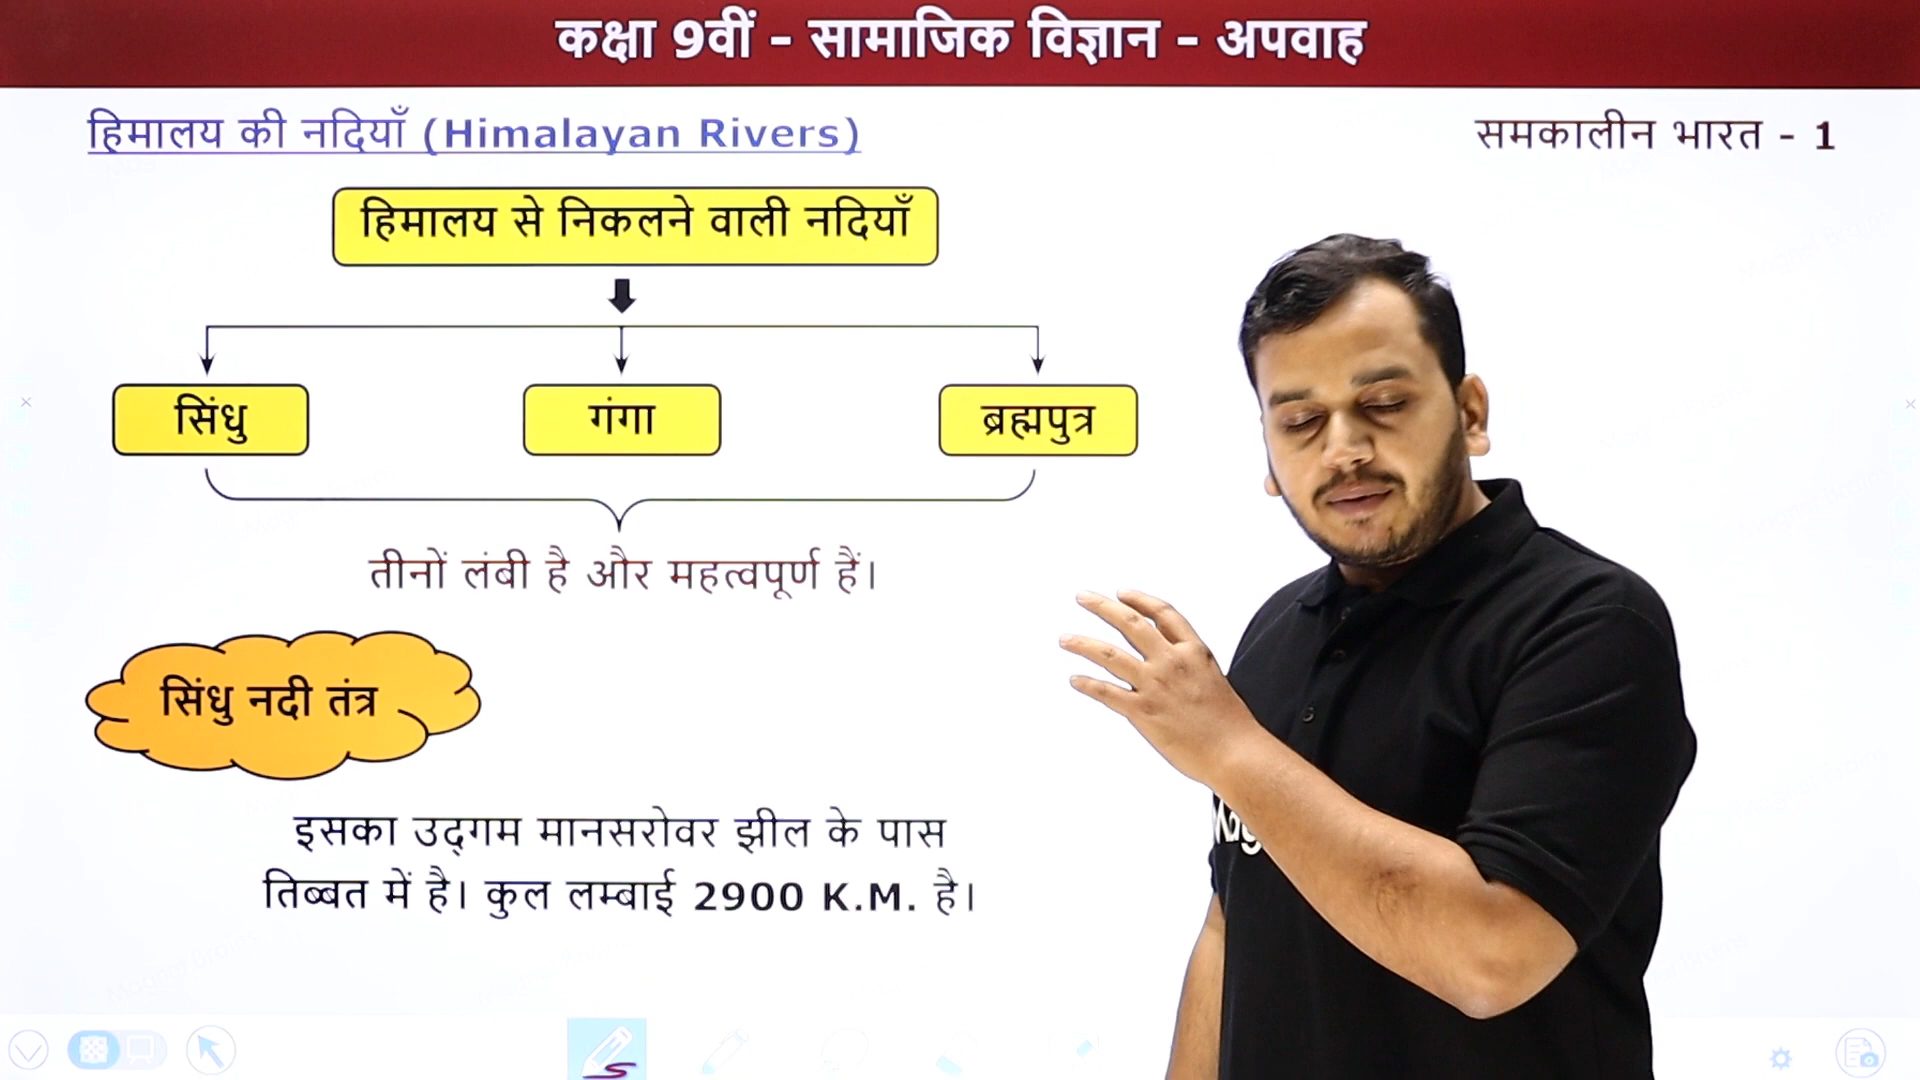 कक्षा 9वीं - सामाजिक विज्ञान - अपवाह
हिमालय की नदियाँ (Himalayan Rivers)
समकालीन भारत - 1
हिमालय से निकलने वाली नदियाँ
सिंधु
गंगा
ब्रह्मपुत्र
तीनों लंबी है और महत्वपूर्ण हैं।
सिंधु नदी तंत्र
इसका उद्गम मानसरोवर झील के पास
तिब्बत में है। कुल लम्बाई 2900 K.M. है।